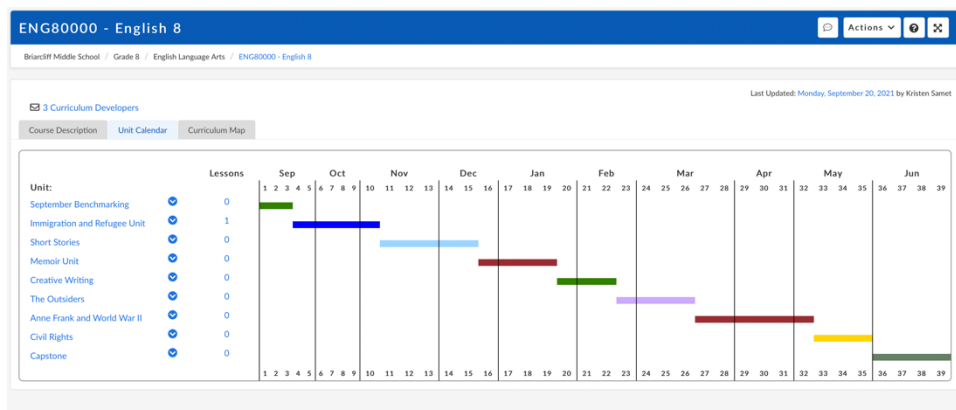 ENG80000 - English 8
Actions
Briarcliff Middle School / Grade 8 / English Language Arts / ENG80000 - English 8
Last Updated: Monday, September 20, 2021 by Kristen Samet
3 Curriculum Developers
Course Description Unit Calendar Curriculum Map
Lessons Sep Oct Nov Dec Jan Feb Mar Apr May Jun
Unit: 1 2 3 4 5 6 7 8 9 10 11 12 13 14 15 16 17 18 19 20 21 22 23 24 25 26 27 28 29 30 31 32 33 34 35 36 37 38 39
September Benchmarking 0
Immigration and Refugee Unit 1
Short Stories 0
Memoir Unit 0
Creative Writing 0
The Outsiders 0
Anne Frank and World War II 0
Civil Rights 0
Capstone 0
1 2 3 4 5 6 7 8 9 10 11 12 13 14 15 16 17 18 19 20 21 22 23 24 25 26 27 28 29 30 31 32 33 34 35 36 37 38 39